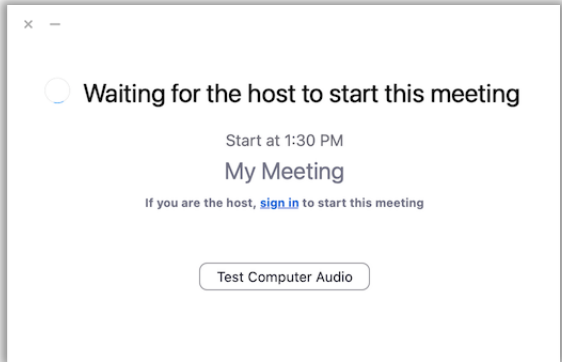 Waiting for the host to start this meeting
Start at 1:30 PM
My Meeting
If you are the host, sign in to start this meeting
Test Computer Audio